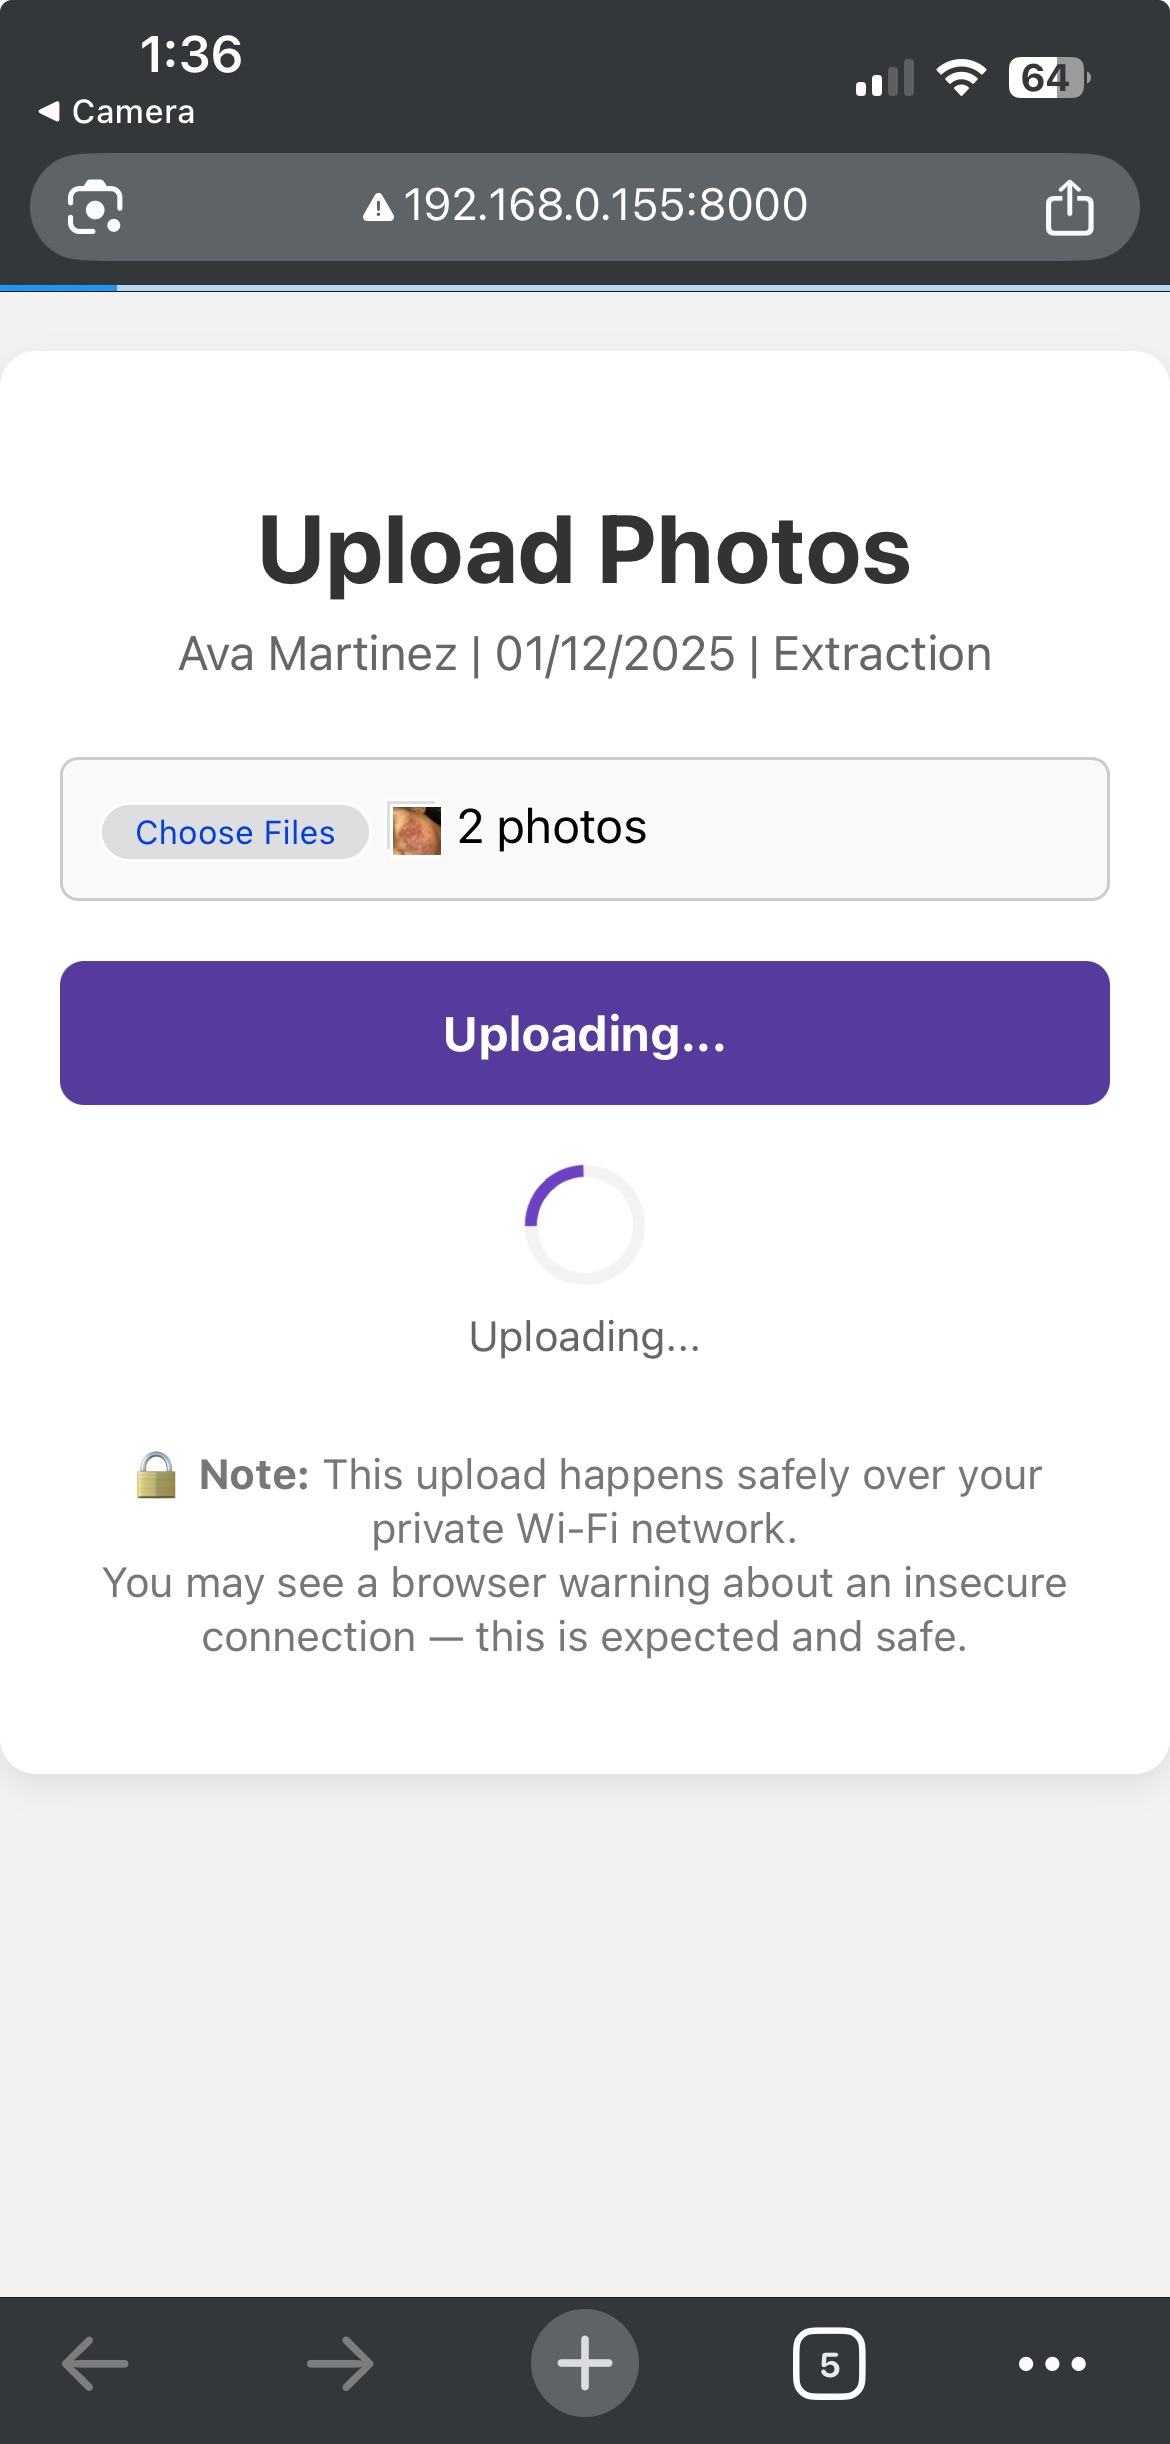 1:36
64
◀ Camera
192.168.0.155:8000
Upload Photos
Ava Martinez | 01/12/2025 | Extraction
Choose Files 2 photos
Uploading...
Uploading...
🔒 Note: This upload happens safely over your
private Wi-Fi network.
You may see a browser warning about an insecure
connection — this is expected and safe.
5